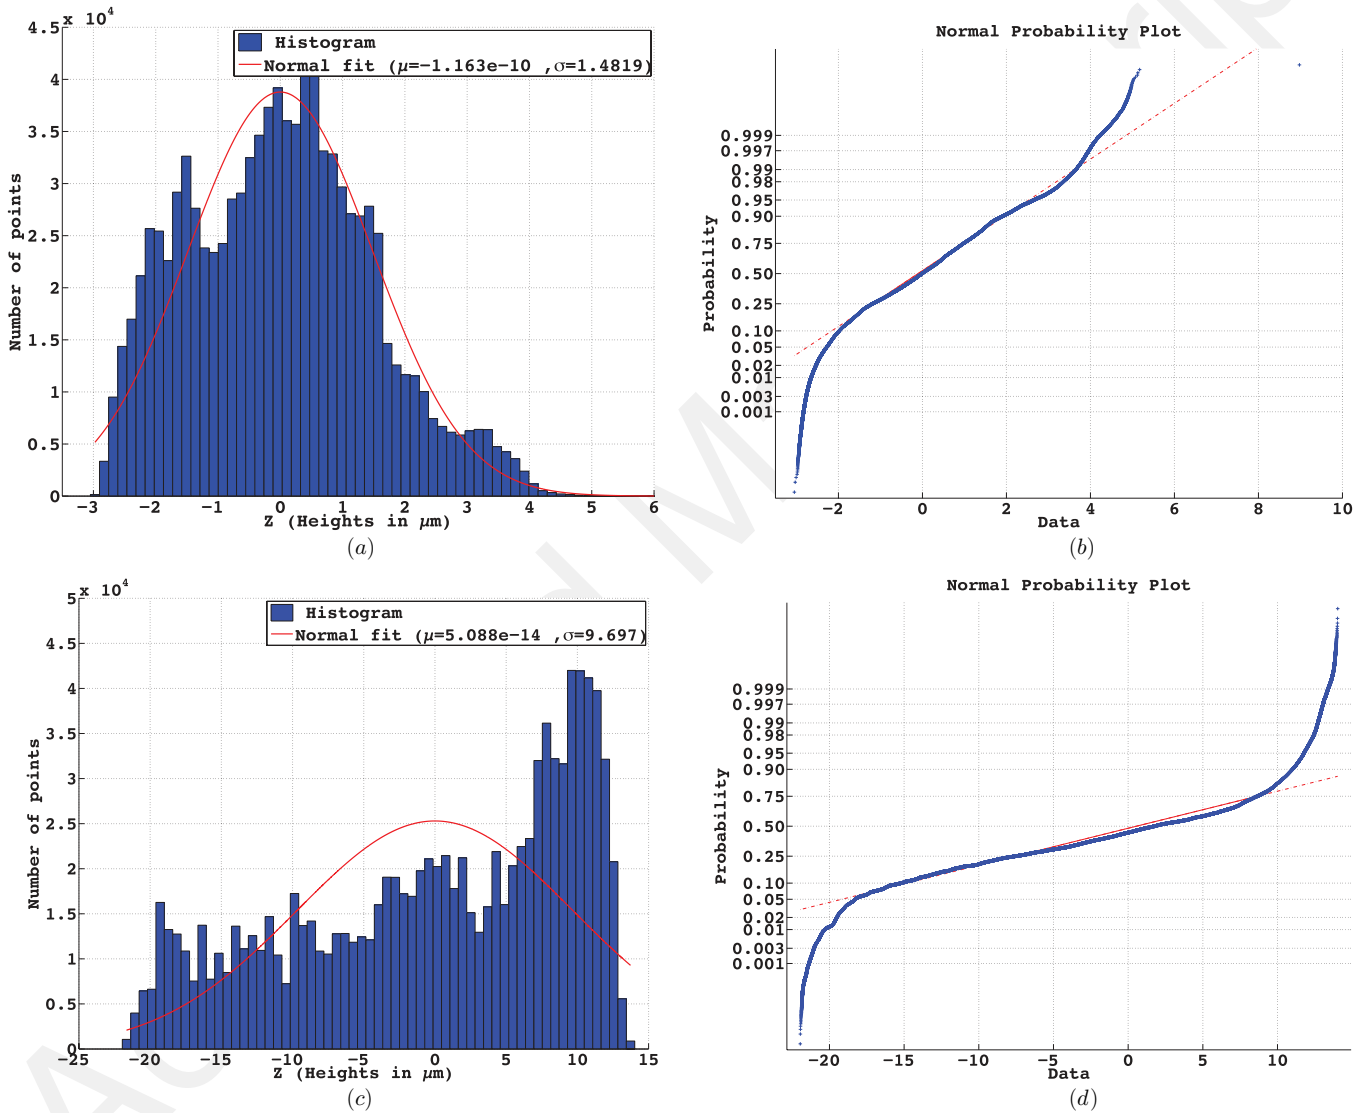 x 10^4
4.5
4
3.5
3
2.5
2
1.5
1
0.5
0
Number of points
Histogram
Normal fit (μ=−1.163e−10 ,σ=1.4819)
−3 −2 −1 0 1 2 3 4 5 6
Z (Heights in μm)
(a)
Normal Probability Plot
0.999
0.997
0.99
0.98
0.95
0.90
0.75
0.50
0.25
0.10
0.05
0.02
0.01
0.003
0.001
Probability
−2 0 2 4 6 8 10
Data
(b)
x 10^4
5
4.5
4
3.5
3
2.5
2
1.5
1
0.5
0
Number of points
Histogram
Normal fit (μ=5.088e−14 ,σ=9.697)
−25 −20 −15 −10 −5 0 5 10 15
Z (Heights in μm)
(c)
Normal Probability Plot
0.999
0.997
0.99
0.98
0.95
0.90
0.75
0.50
0.25
0.10
0.05
0.02
0.01
0.003
0.001
Probability
−20 −15 −10 −5 0 5 10
Data
(d)